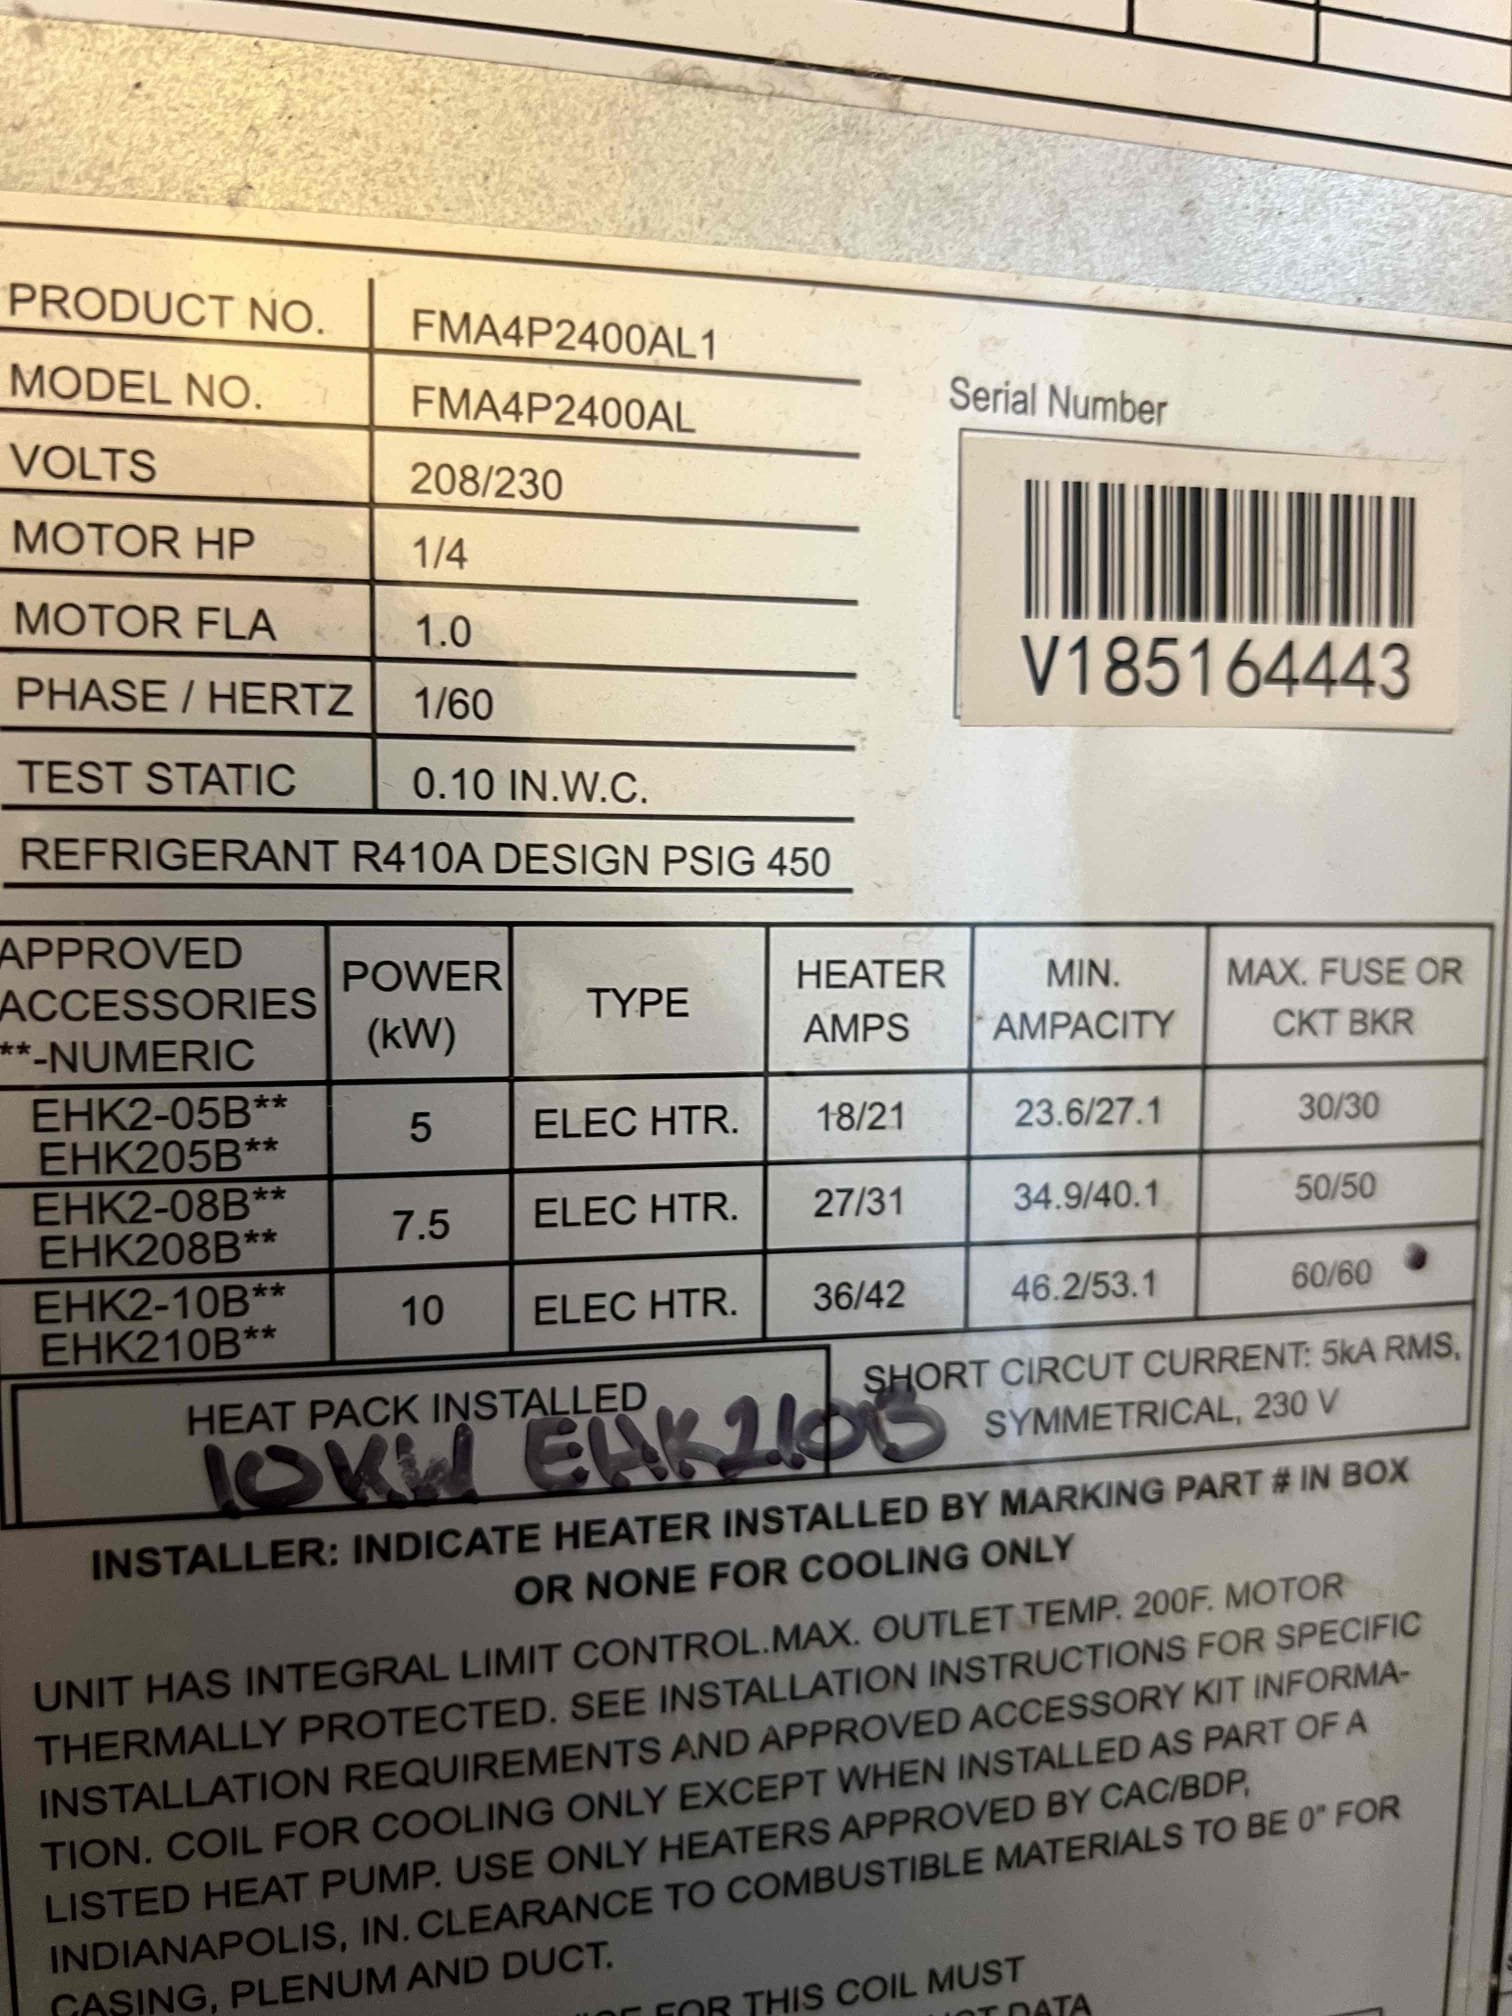 PRODUCT NO. FMA4P2400AL1
MODEL NO. FMA4P2400AL
VOLTS 208/230
MOTOR HP 1/4
MOTOR FLA 1.0
PHASE / HERTZ 1/60
TEST STATIC 0.10 IN.W.C.
REFRIGERANT R410A DESIGN PSIG 450
Serial Number
V185164443
APPROVED ACCESSORIES **-NUMERIC POWER (kW) TYPE HEATER AMPS MIN. AMPACITY MAX. FUSE OR CKT BKR
EHK2-05B**
EHK205B** 5 ELEC HTR. 18/21 23.6/27.1 30/30
EHK2-08B**
EHK208B** 7.5 ELEC HTR. 27/31 34.9/40.1 50/50
EHK2-10B**
EHK210B** 10 ELEC HTR. 36/42 46.2/53.1 60/60
HEAT PACK INSTALLED
10KW EHK210B
SHORT CIRCUT CURRENT: 5kA RMS,
SYMMETRICAL, 230 V
INSTALLER: INDICATE HEATER INSTALLED BY MARKING PART # IN BOX
OR NONE FOR COOLING ONLY
UNIT HAS INTEGRAL LIMIT CONTROL.MAX. OUTLET TEMP. 200F. MOTOR
THERMALLY PROTECTED. SEE INSTALLATION INSTRUCTIONS FOR SPECIFIC
INSTALLATION REQUIREMENTS AND APPROVED ACCESSORY KIT INFORMA-
TION. COIL FOR COOLING ONLY EXCEPT WHEN INSTALLED AS PART OF A
LISTED HEAT PUMP. USE ONLY HEATERS APPROVED BY CAC/BDP,
INDIANAPOLIS, IN. CLEARANCE TO COMBUSTIBLE MATERIALS TO BE 0" FOR
CASING, PLENUM AND DUCT.
FOR THIS COIL MUST
DATA